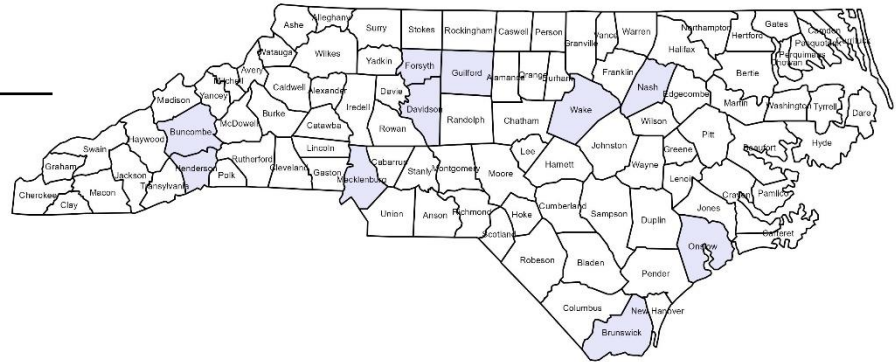 Ashe
Alleghany
Surry
Stokes
Rockingham
Caswell
Person
Granville
Vance
Warren
Northampton
Gates
Camden
Currituck
Pasquotank
Perquimans
Chowan
Hertford
Halifax
Watauga
Wilkes
Yadkin
Forsyth
Guilford
Alamance
Orange
Durham
Franklin
Nash
Edgecombe
Bertie
Martin
Washington
Tyrrell
Dare
Mitchell
Avery
Caldwell
Alexander
Iredell
Davie
Davidson
Randolph
Chatham
Wake
Wilson
Madison
Yancey
Buncombe
McDowell
Burke
Catawba
Rowan
Johnston
Greene
Pitt
Beaufort
Hyde
Swain
Haywood
Henderson
Rutherford
Polk
Cleveland
Lincoln
Gaston
Mecklenburg
Cabarrus
Stanly
Montgomery
Moore
Lee
Harnett
Wayne
Lenoir
Craven
Pamlico
Graham
Cherokee
Clay
Macon
Jackson
Transylvania
Union
Anson
Richmond
Scotland
Hoke
Cumberland
Sampson
Duplin
Jones
Carteret
Onslow
Robeson
Bladen
Pender
Columbus
New Hanover
Brunswick